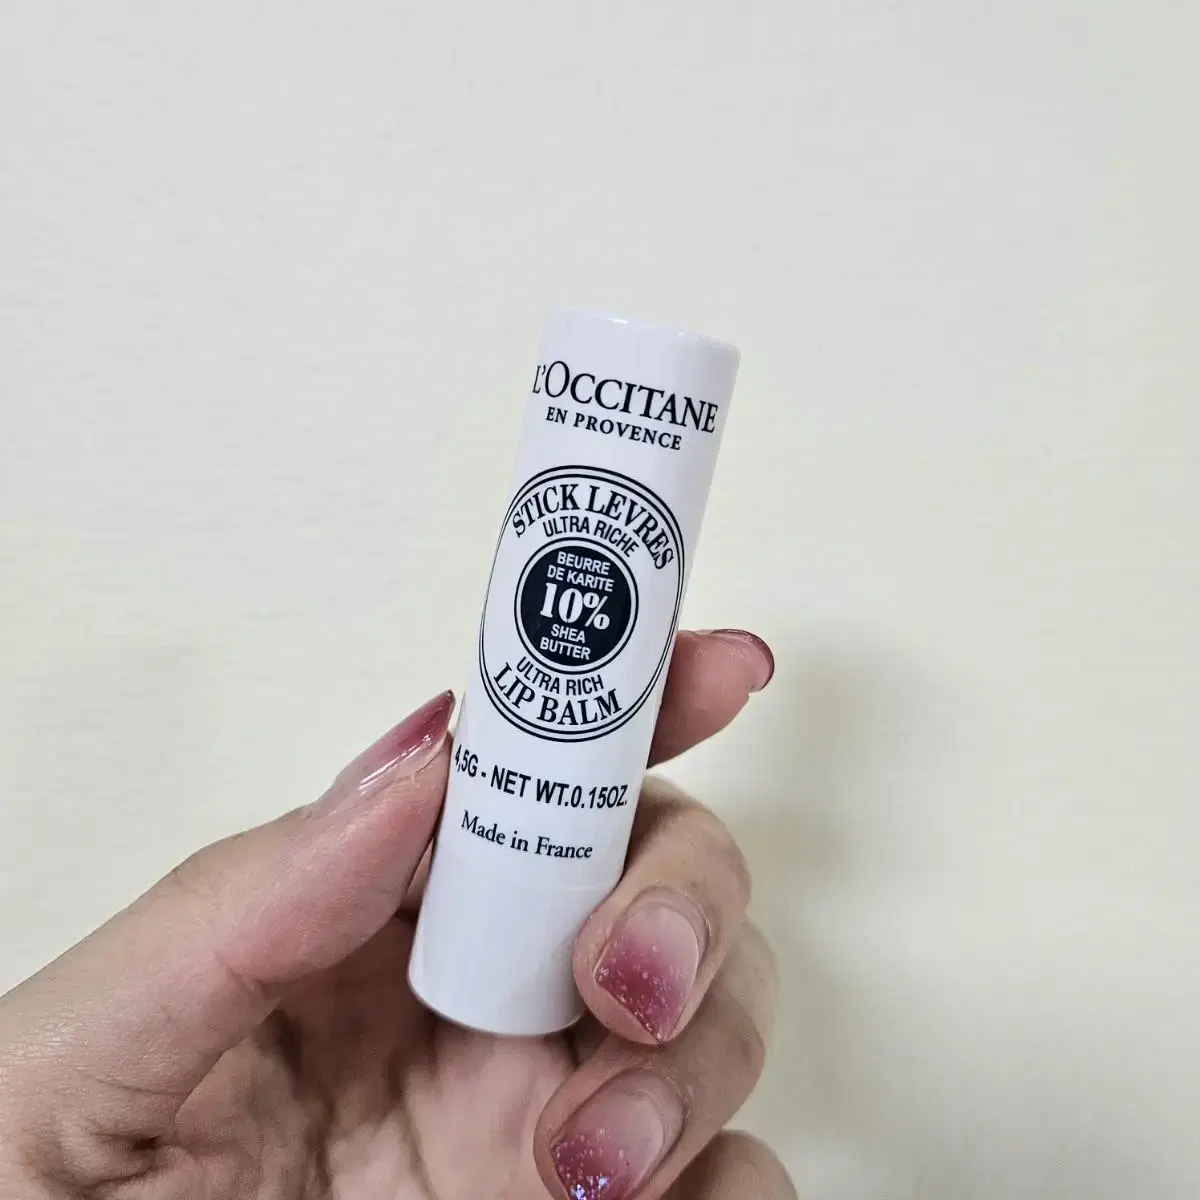 L'OCCITANE
EN PROVENCE
STICK LEVRES
ULTRA RICHE
BEURRE
DE KARITE
10%
SHEA
BUTTER
ULTRA RICH
LIP BALM
4,5G - NET WT.0.15OZ.
Made in France